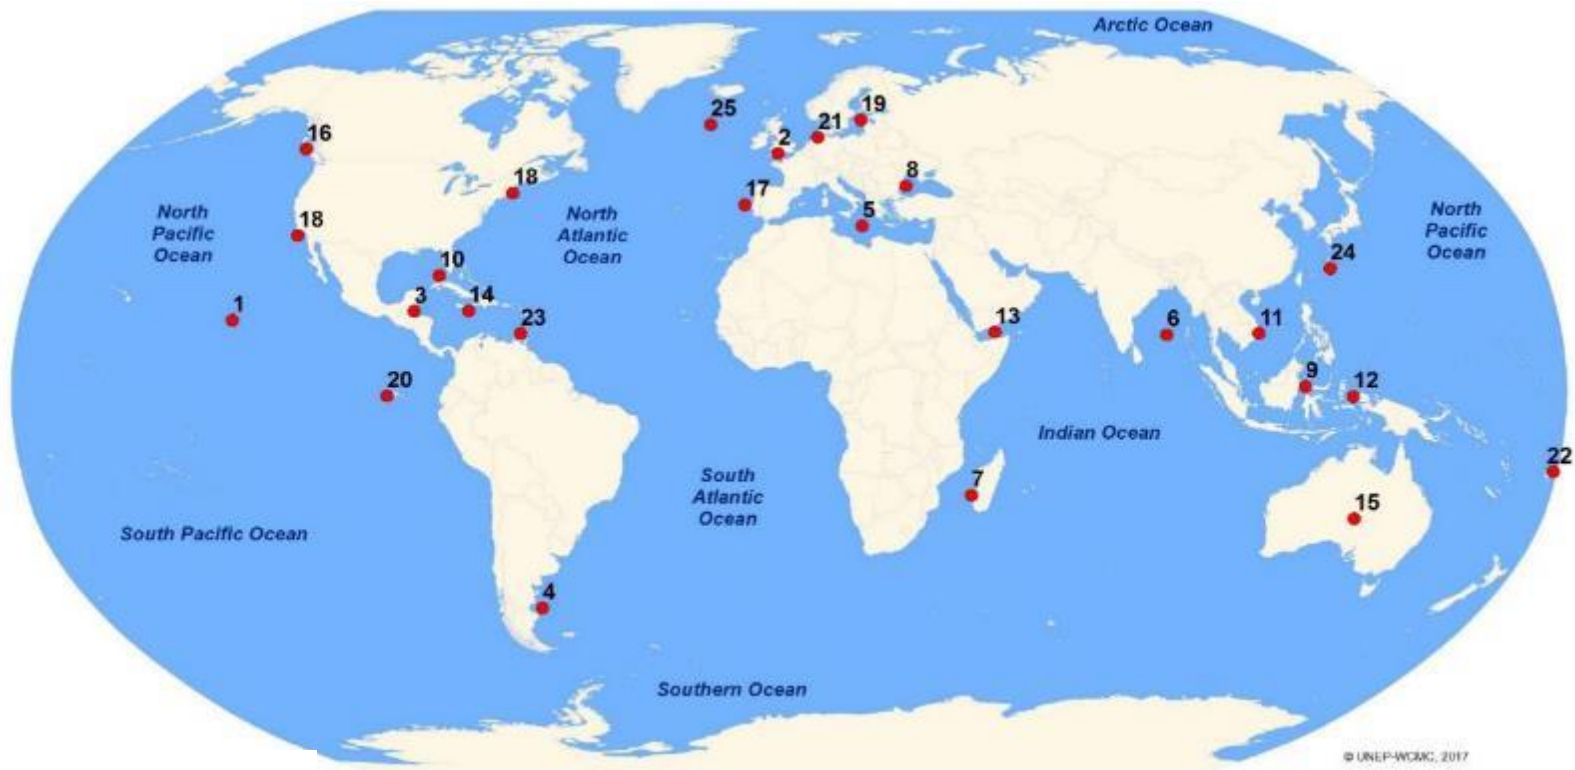 Arctic Ocean
25
19
21
16
2
8
18
17
North
Pacific
Ocean
North
Atlantic
Ocean
5
North
Pacific
Ocean
18
24
10
3
14
1
23
13
6
11
20
9
12
Indian Ocean
22
7
South
Atlantic
Ocean
15
South Pacific Ocean
4
Southern Ocean
© UNEP-WCMC, 2017